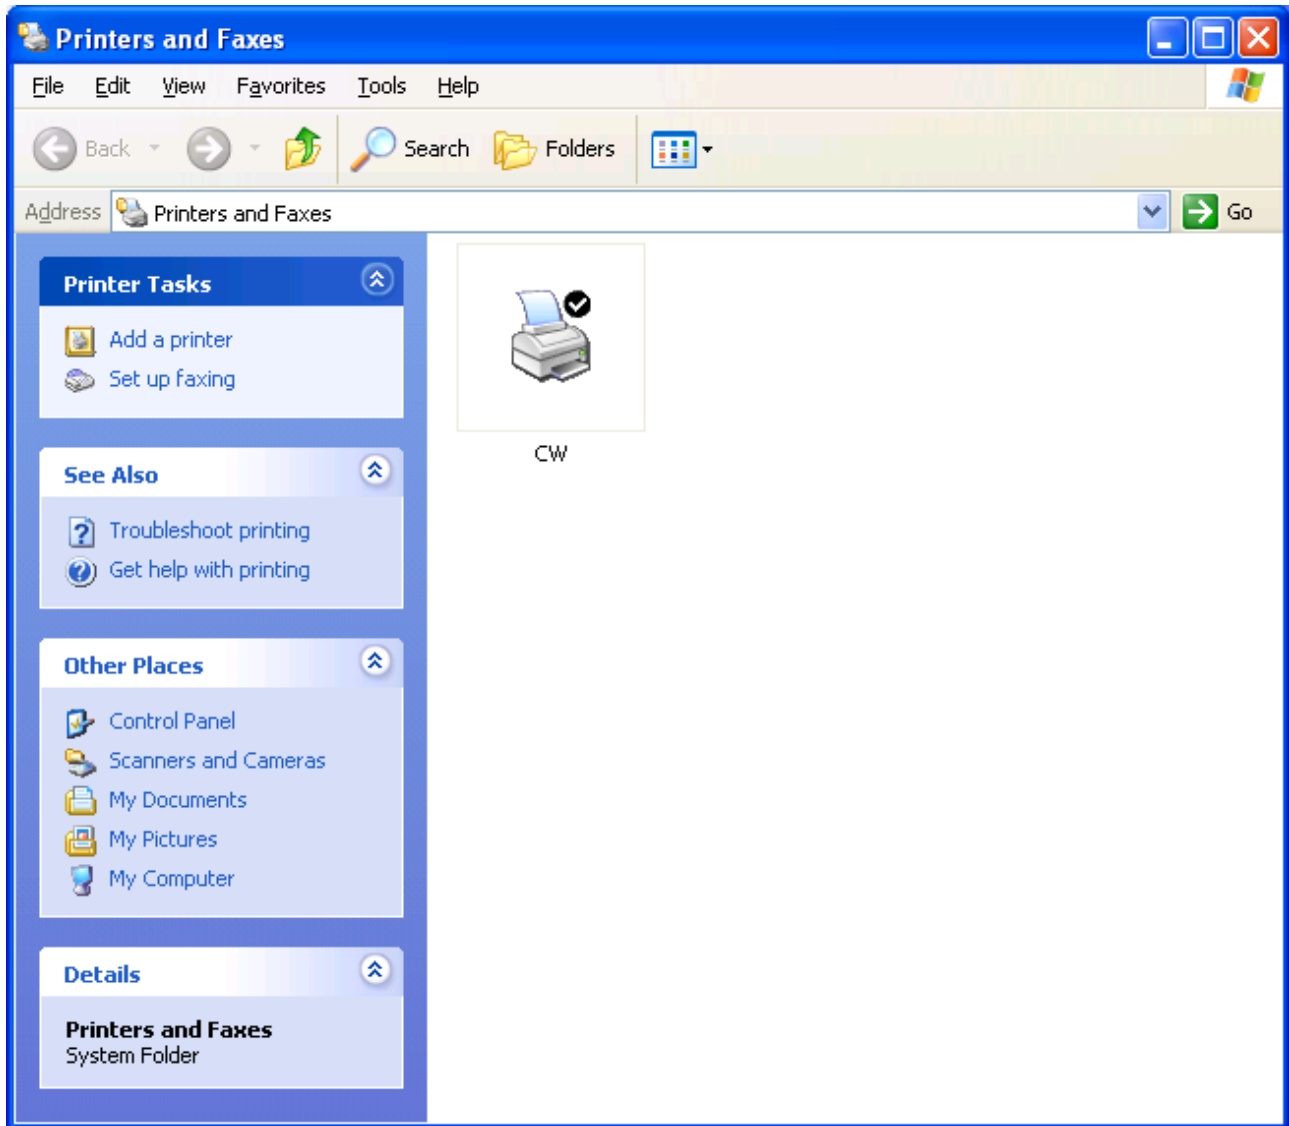 Printers and Faxes
File Edit View Favorites Tools Help
Back Search Folders
Address Printers and Faxes Go
Printer Tasks
Add a printer
Set up faxing
See Also
Troubleshoot printing
Get help with printing
Other Places
Control Panel
Scanners and Cameras
My Documents
My Pictures
My Computer
Details
Printers and Faxes
System Folder
CW